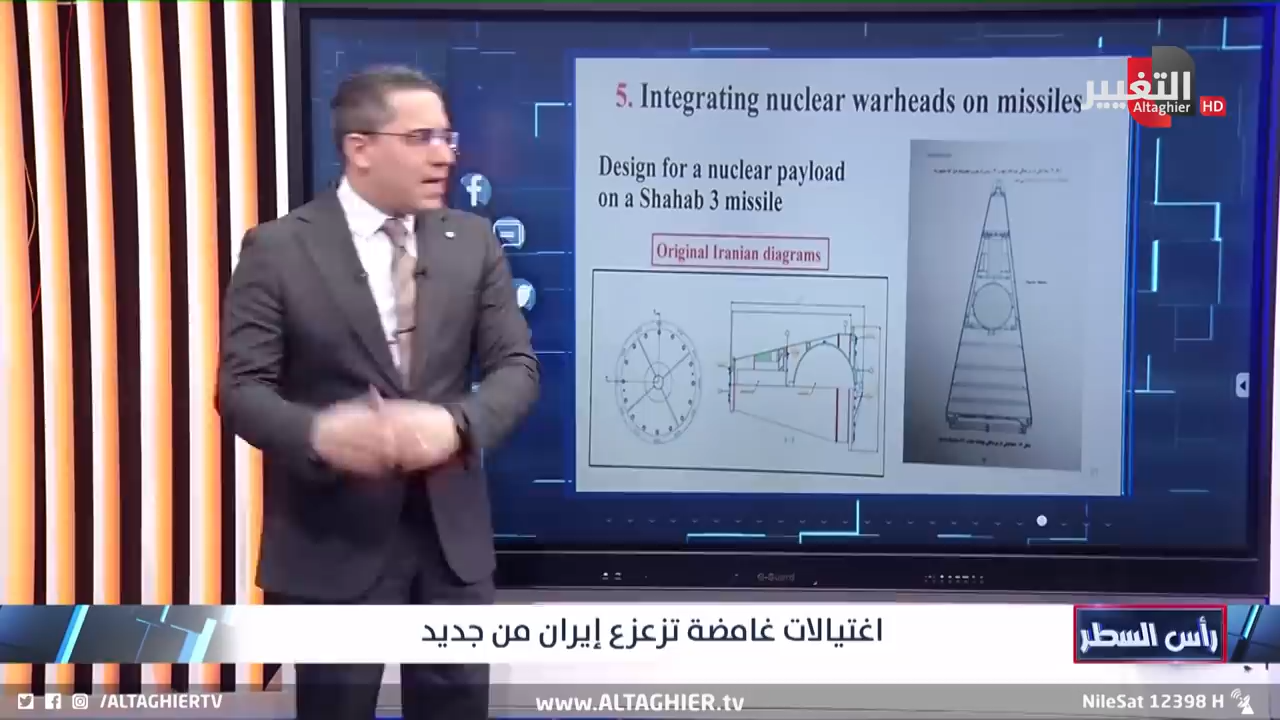 التغيير
Altaghier HD
5. Integrating nuclear warheads on missiles
Design for a nuclear payload
on a Shahab 3 missile
Original Iranian diagrams
e-Board
اغتيالات غامضة تزعزع إيران من جديد
رأس السطر
/ALTAGHIERTV
www.ALTAGHIER.tv
NileSat 12398 H